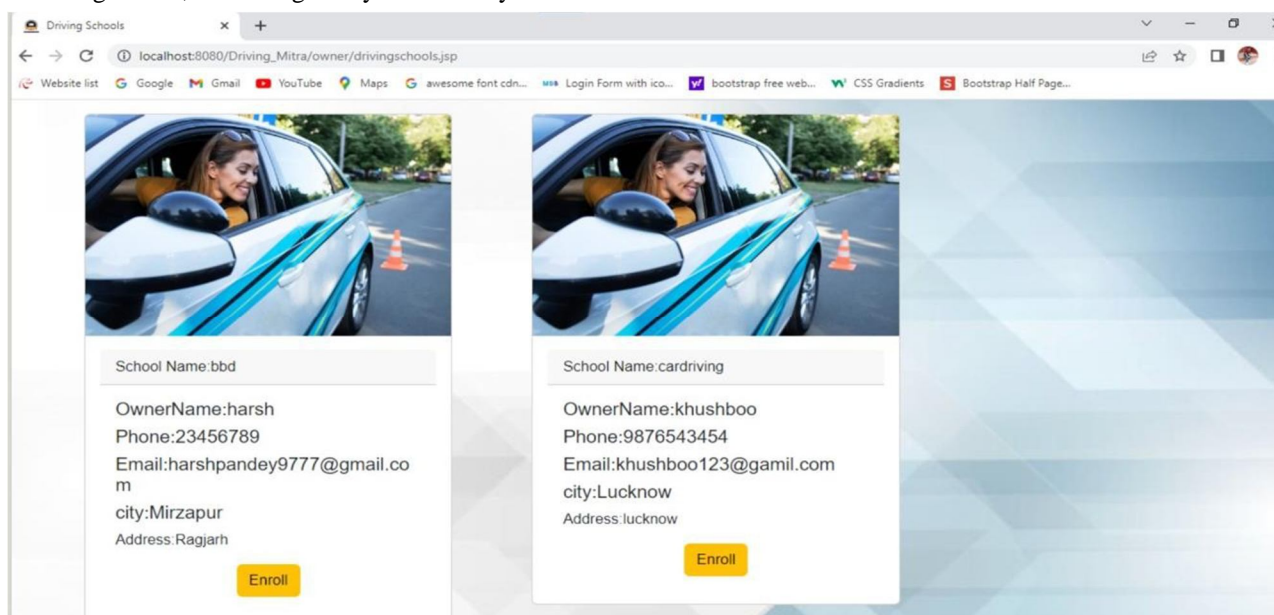 Driving Schools
localhost:8080/Driving_Mitra/owner/drivingschools.jsp
Website list Google Gmail YouTube Maps awesome font cdn... Login Form with ico... bootstrap free web... CSS Gradients Bootstrap Half Page...
School Name:bbd
OwnerName:harsh
Phone:23456789
Email:harshpandey9777@gmail.co
m
city:Mirzapur
Address:Ragjarh
Enroll
School Name:cardriving
OwnerName:khushboo
Phone:9876543454
Email:khushboo123@gamil.com
city:Lucknow
Address:lucknow
Enroll